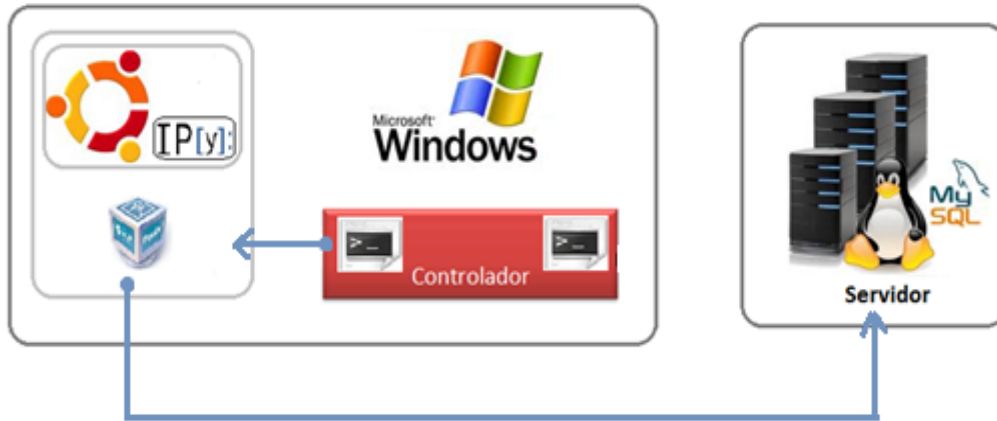 IP[y]:
Microsoft
Windows
>_
>_
Controlador
My
SQL
Servidor